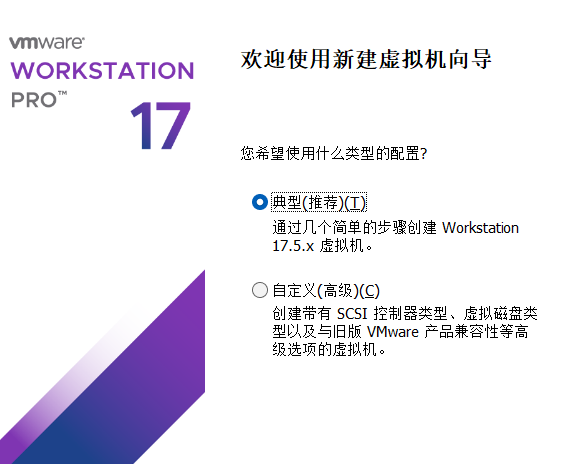 vmware®
WORKSTATION
PRO™
17
欢迎使用新建虚拟机向导
您希望使用什么类型的配置?
典型(推荐)(T)
通过几个简单的步骤创建 Workstation
17.5.x 虚拟机。
自定义(高级)(C)
创建带有 SCSI 控制器类型、虚拟磁盘类
型以及与旧版 VMware 产品兼容性等高
级选项的虚拟机。